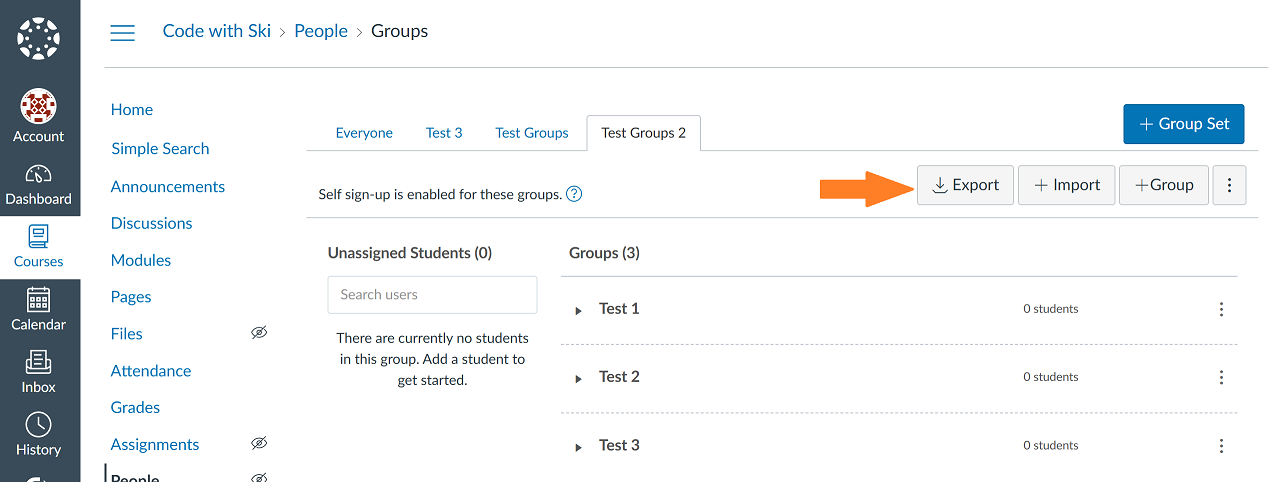 Code with Ski > People > Groups
Account
Dashboard
Courses
Calendar
Inbox
History
Home
Simple Search
Announcements
Discussions
Modules
Pages
Files
Attendance
Grades
Assignments
People
Everyone Test 3 Test Groups Test Groups 2
+ Group Set
Self sign-up is enabled for these groups. ?
Export + Import +Group
Unassigned Students (0)
Search users
There are currently no students
in this group. Add a student to
get started.
Groups (3)
Test 1 0 students
Test 2 0 students
Test 3 0 students